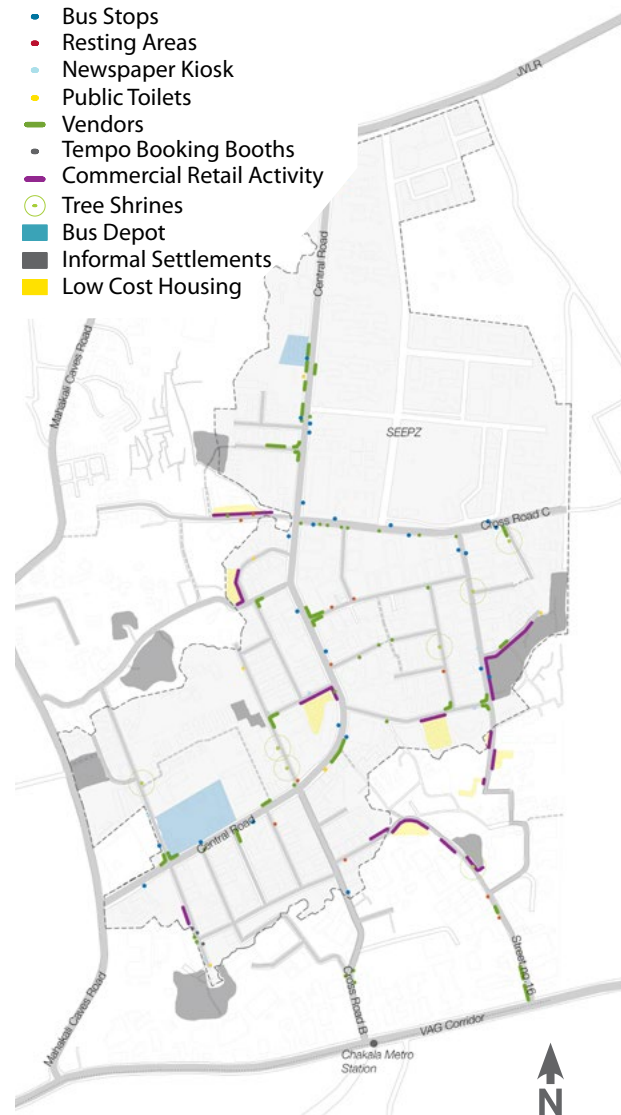 Bus Stops
Resting Areas
Newspaper Kiosk
Public Toilets
Vendors
Tempo Booking Booths
Commercial Retail Activity
Tree Shrines
Bus Depot
Informal Settlements
Low Cost Housing
JVLR
Central Road
Mahakali Caves Road
SEEPZ
Cross Road C
Central Road
Mahakali Caves Road
Cross Road B
Street no 16
VAG Corridor
Chakala Metro
Station
N